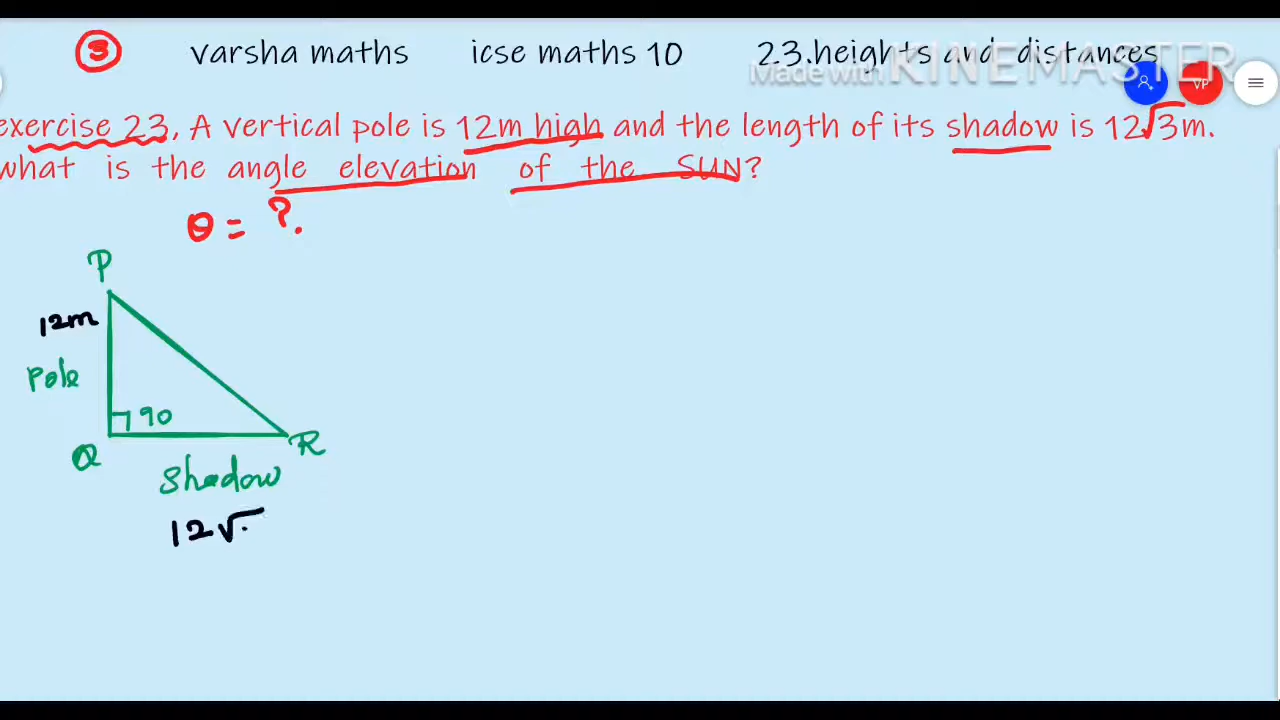 3 varsha maths icse maths 10 23.heights and distances
Made with KINEMASTER
VP
exercise 23, A vertical pole is 12m high and the length of its shadow is 12√3m.
what is the angle elevation of the SUN?
θ = ?.
P
12m
Pole
90
Q R
Shadow
12√